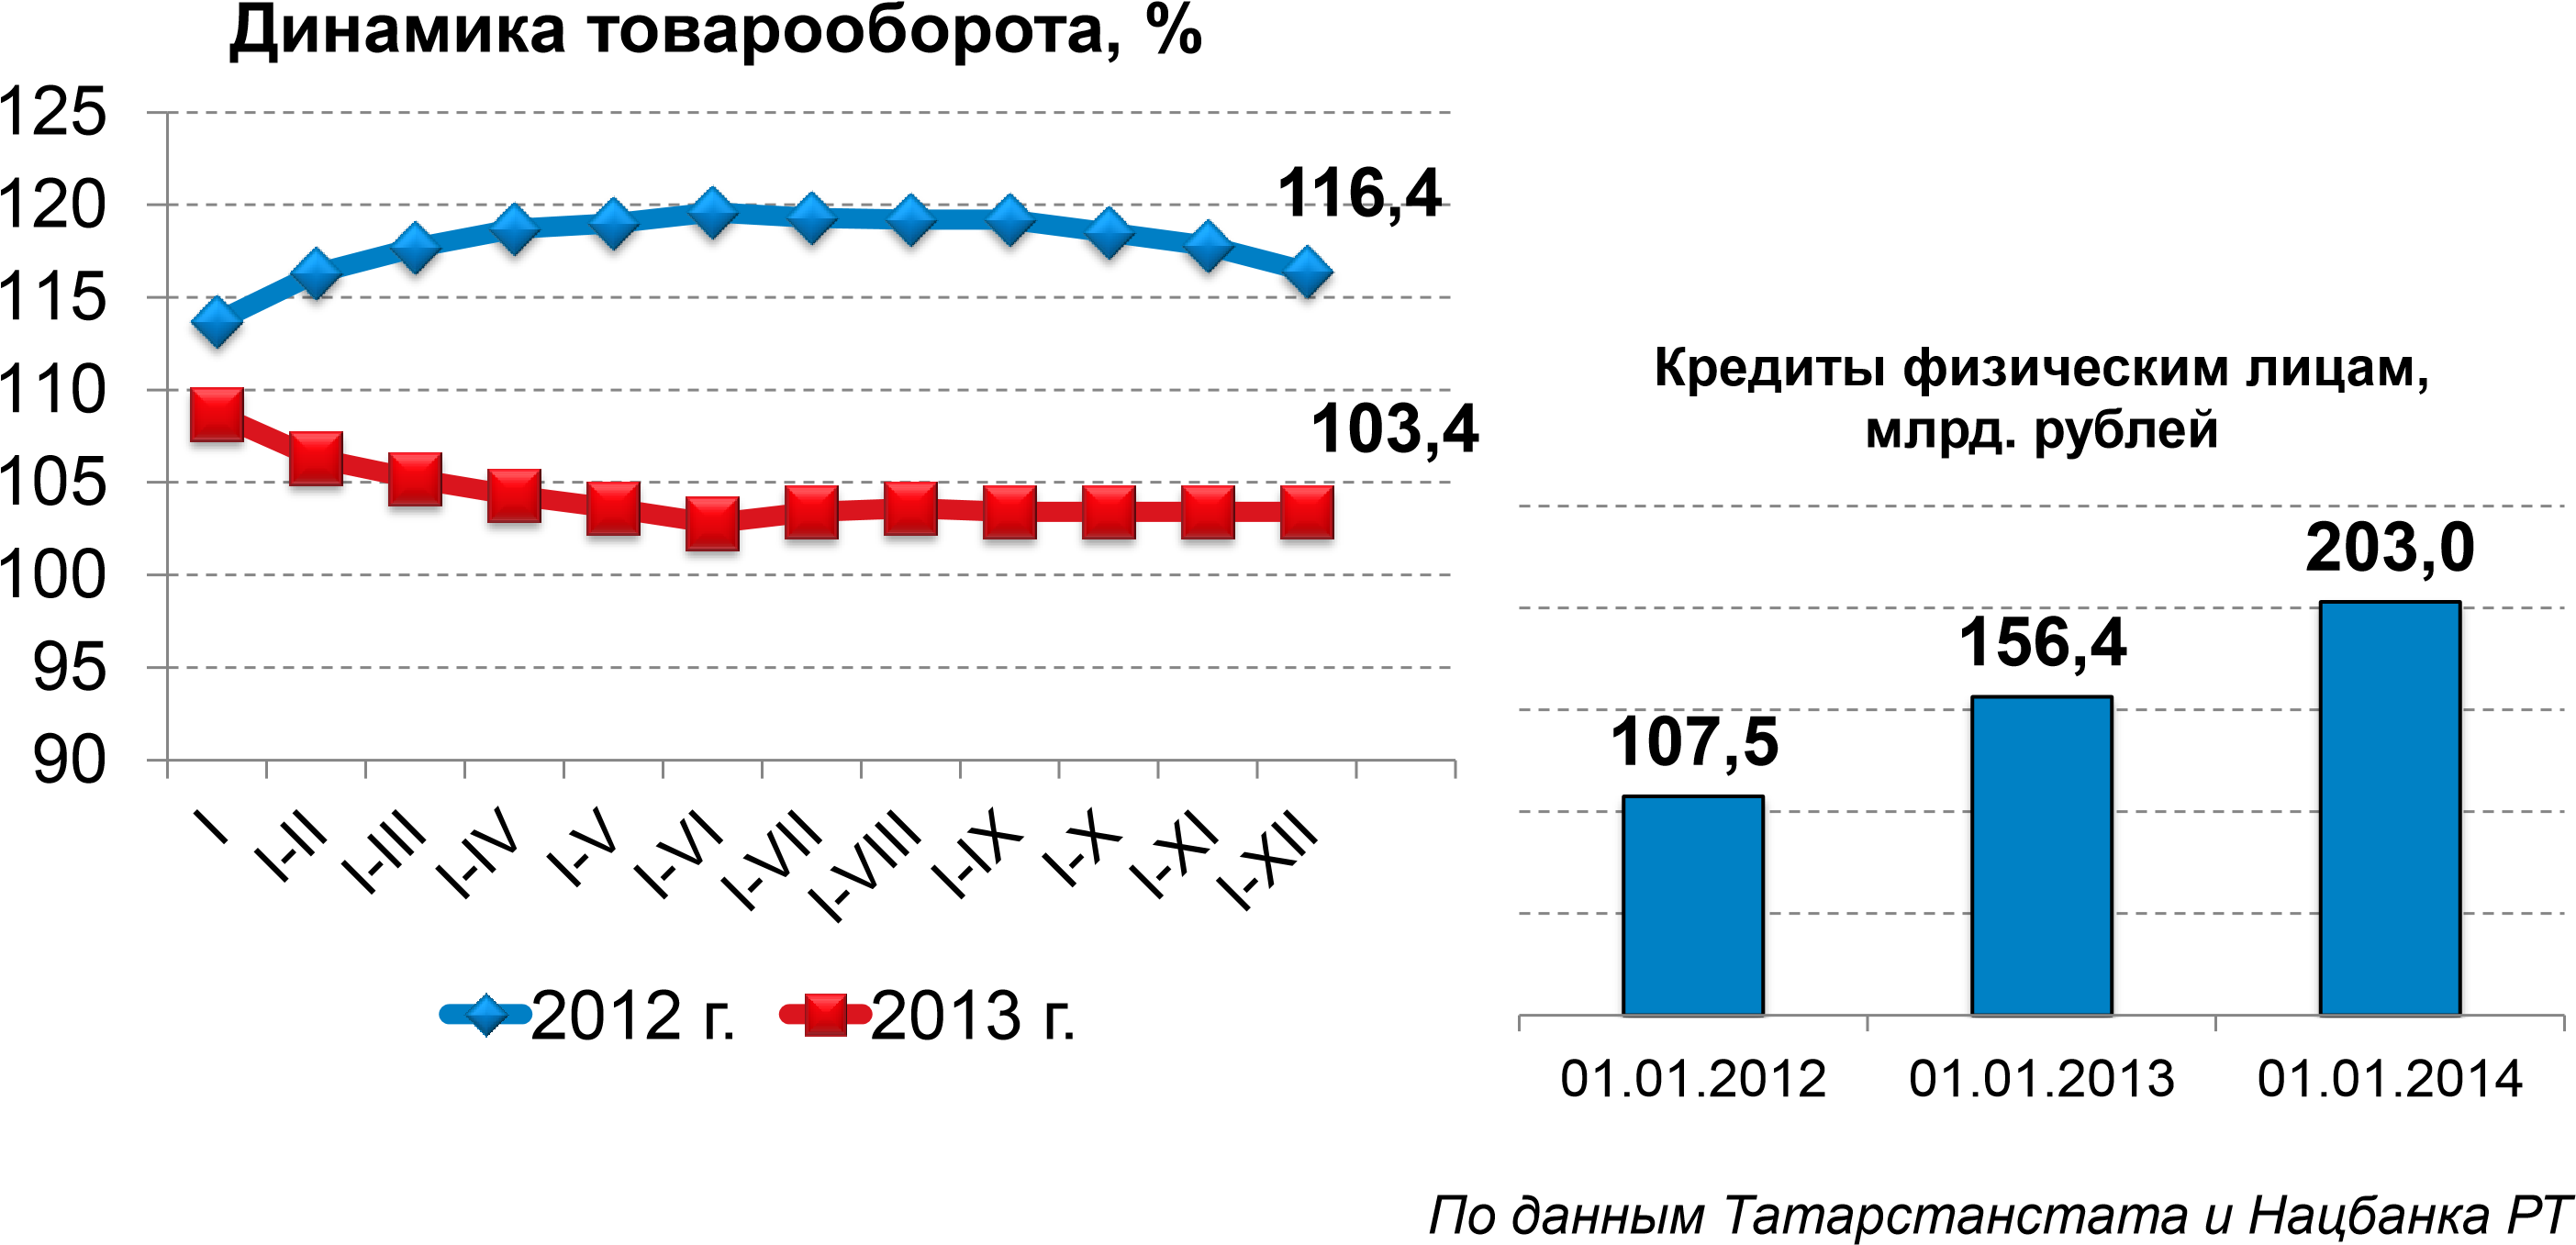 Динамика товарооборота, %
125
120
115
110
105
100
95
90
116,4
103,4
I
I-II
I-III
I-IV
I-V
I-VI
I-VII
I-VIII
I-IX
I-X
I-XI
I-XII
2012 г.
2013 г.
Кредиты физическим лицам,
млрд. рублей
107,5
156,4
203,0
01.01.2012
01.01.2013
01.01.2014
По данным Татарстанстата и Нацбанка РТ